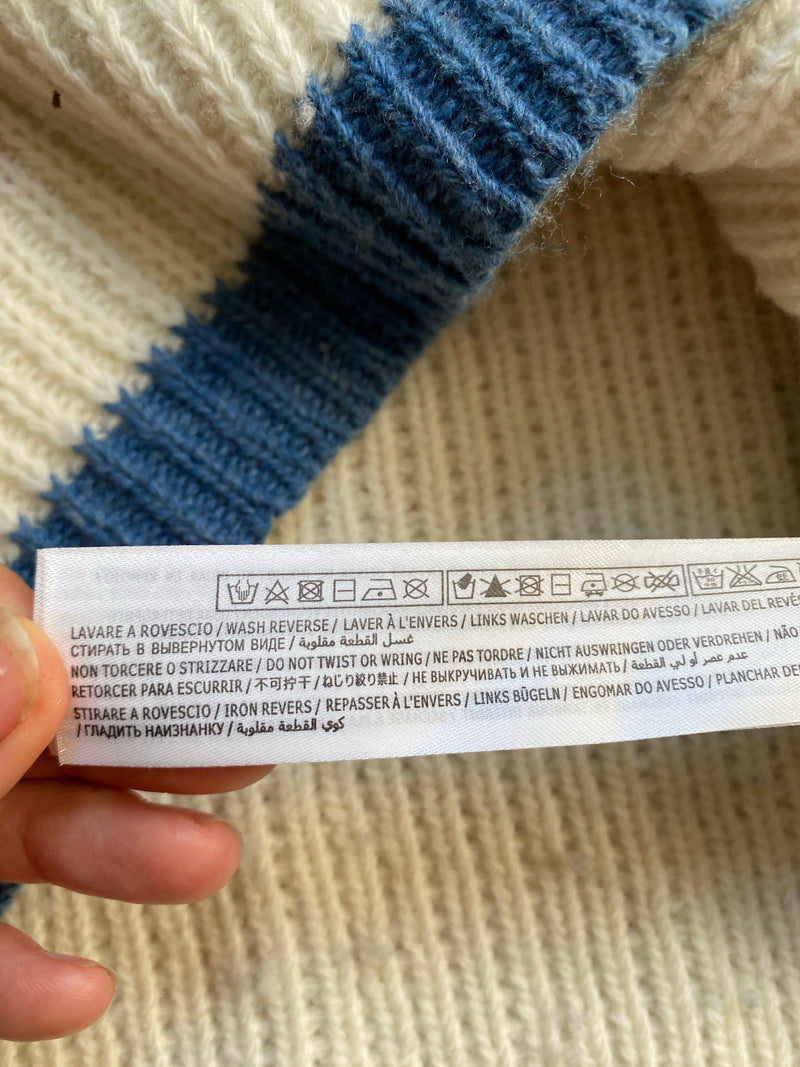 LAVARE A ROVESCIO / WASH REVERSE / LAVER À L'ENVERS / LINKS WASCHEN / LAVAR DO AVESSO / LAVAR DEL REVÉS
СТИРАТЬ В ВЫВЕРНУТОМ ВИДЕ / غسل القطعة مقلوبة
NON TORCERE O STRIZZARE / DO NOT TWIST OR WRING / NE PAS TORDRE / NICHT AUSWRINGEN ODER VERDREHEN / NÃO
RETORCER PARA ESCURRIR / 不可拧干 / ねじり絞り禁止 / НЕ ВЫКРУЧИВАТЬ И НЕ ВЫЖИМАТЬ / عدم عصر أو لي القطعة
STIRARE A ROVESCIO / IRON REVERS / REPASSER À L'ENVERS / LINKS BÜGELN / ENGOMAR DO AVESSO / PLANCHAR DE
/ ГЛАДИТЬ НАИЗНАНКУ / كوي القطعة مقلوبة